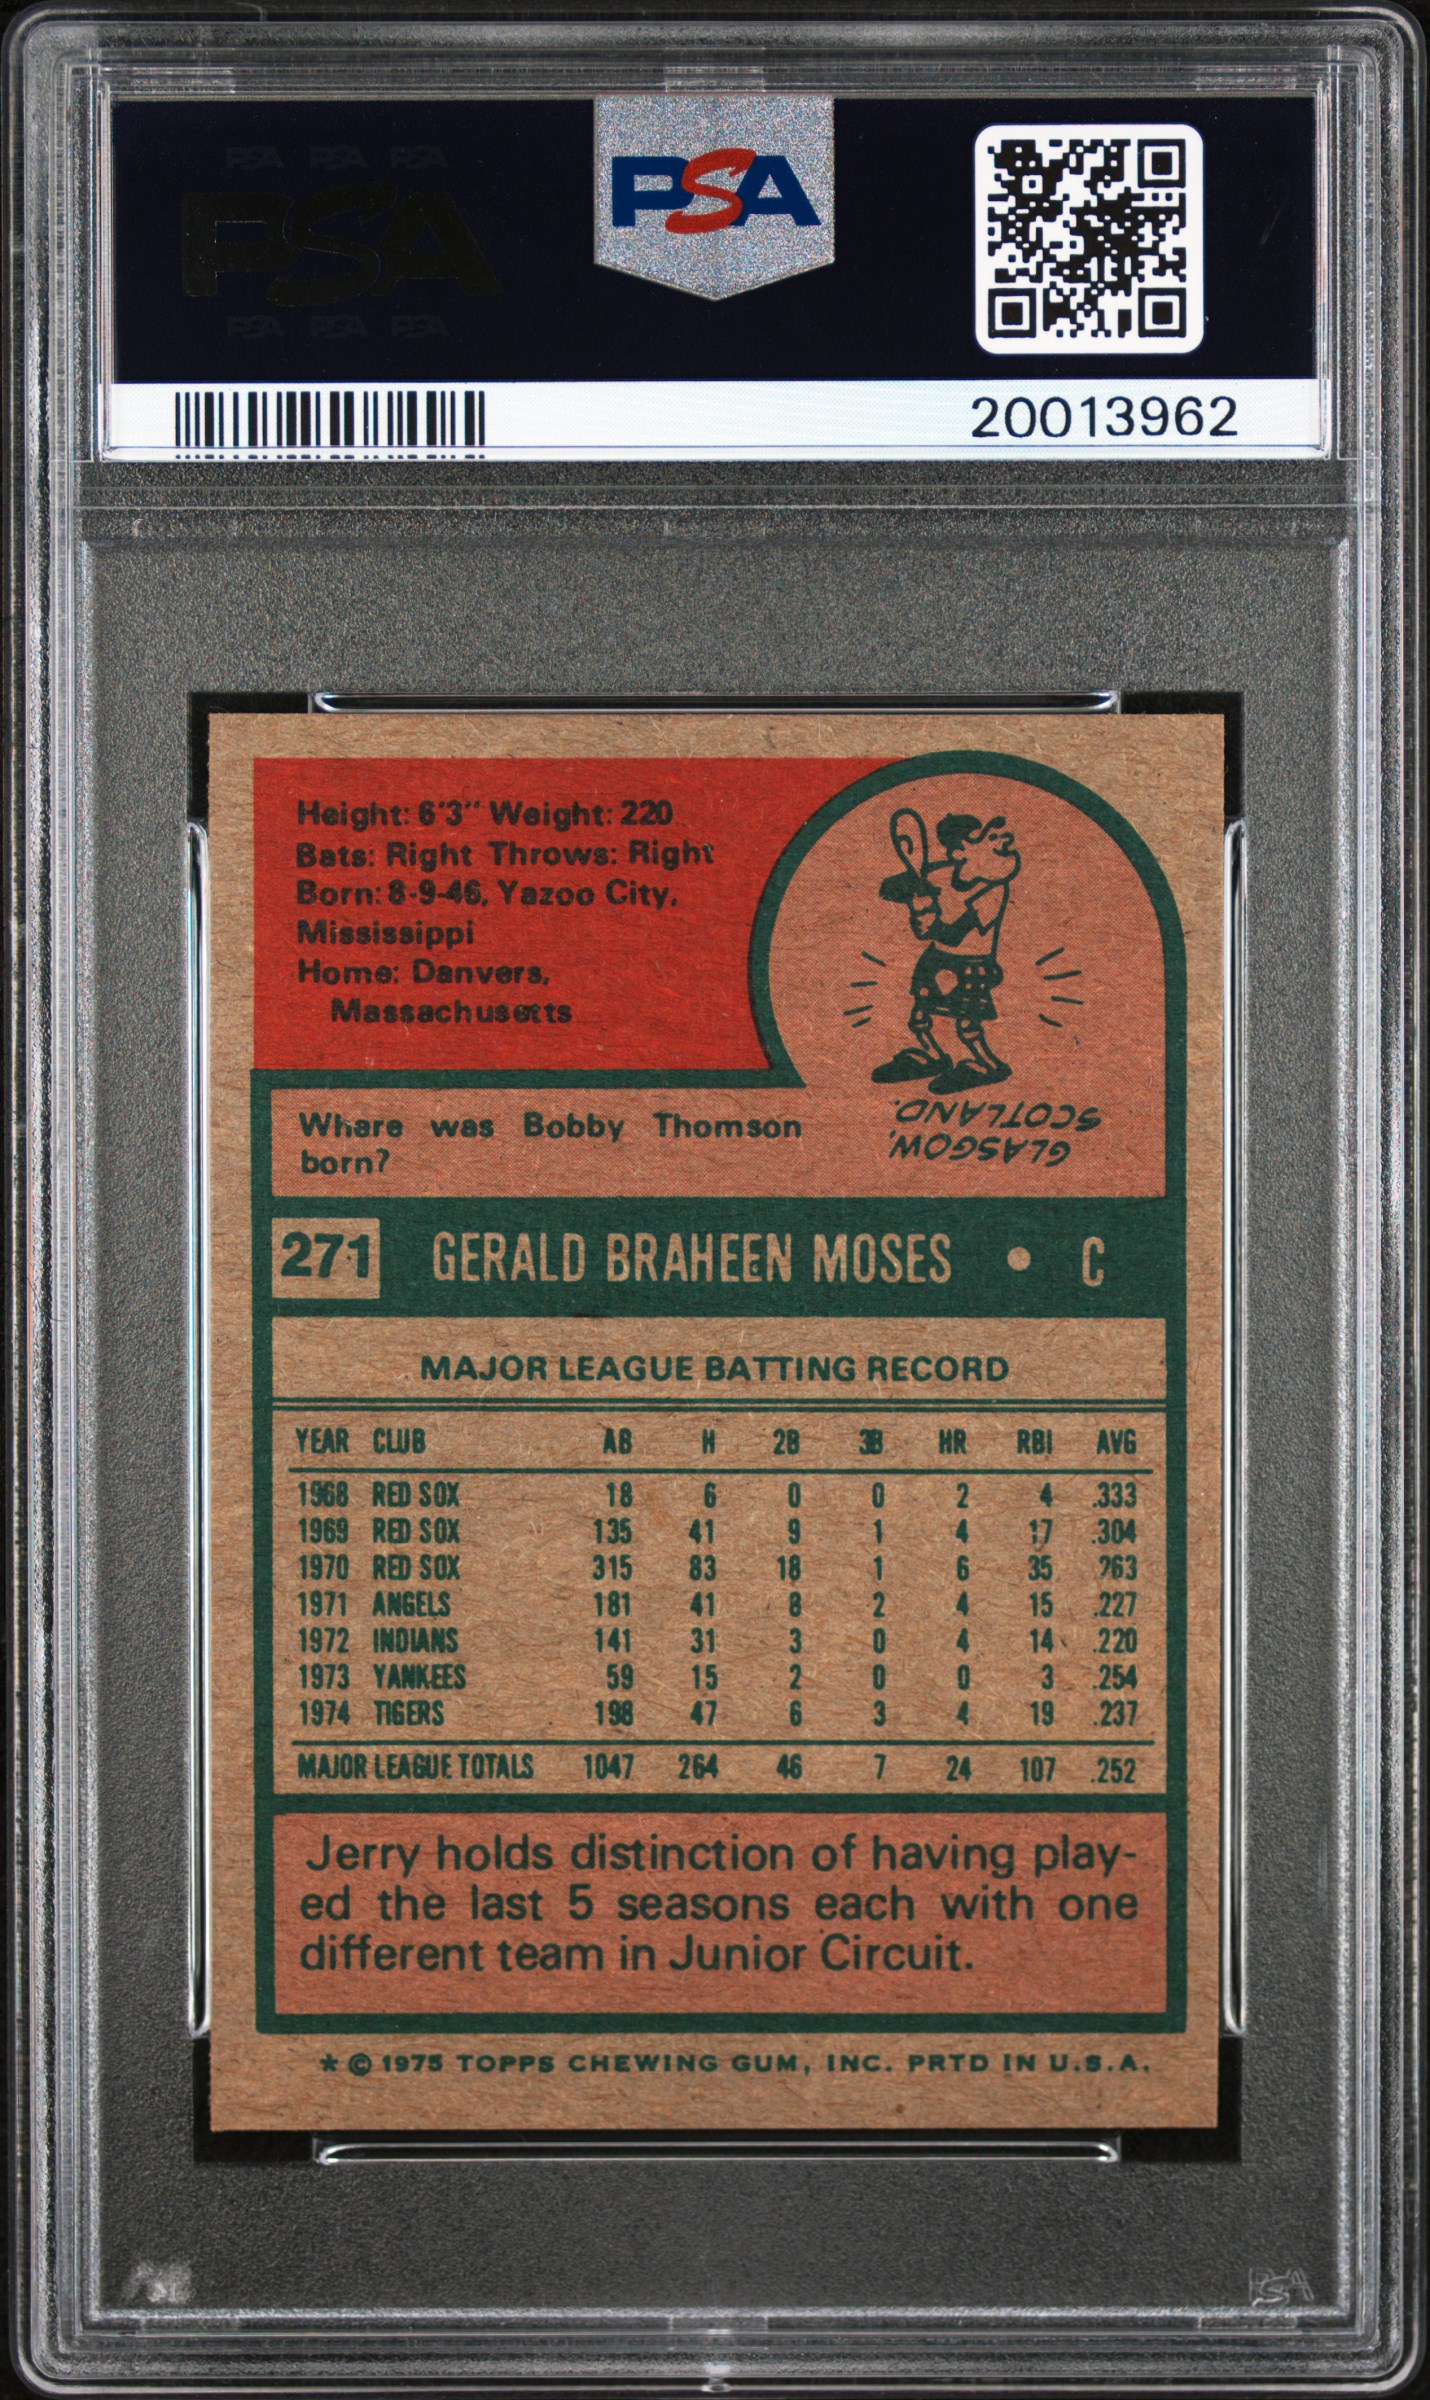 PSA PSA PSA
PSA
PSA PSA PSA
PSA
20013962
Height: 6'3" Weight: 220
Bats: Right Throws: Right
Born: 8-9-46, Yazoo City,
Mississippi
Home: Danvers,
Massachusetts
Where was Bobby Thomson
born?
GLASGOW,
SCOTLAND.
271 GERALD BRAHEEN MOSES • C
MAJOR LEAGUE BATTING RECORD
YEAR CLUB AB H 2B 3B HR RBI AVG
1968 RED SOX 18 6 0 0 2 4 .333
1969 RED SOX 135 41 9 1 4 17 .304
1970 RED SOX 315 83 18 1 6 35 .263
1971 ANGELS 181 41 8 2 4 15 .227
1972 INDIANS 141 31 3 0 4 14 .220
1973 YANKEES 59 15 2 0 0 3 .254
1974 TIGERS 198 47 6 3 4 19 .237
MAJOR LEAGUE TOTALS 1047 264 46 7 24 107 .252
Jerry holds distinction of having play-
ed the last 5 seasons each with one
different team in Junior Circuit.
* © 1975 TOPPS CHEWING GUM, INC. PRTD IN U.S.A.
PSA